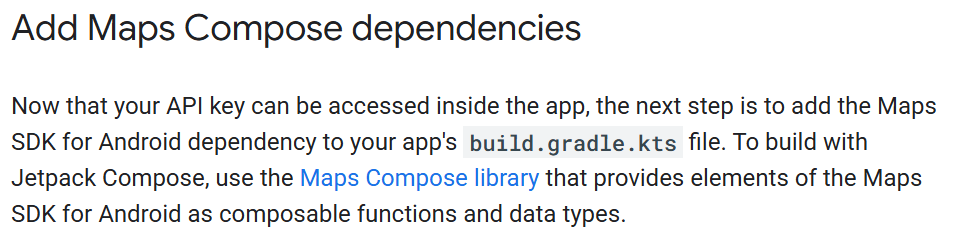 Add Maps Compose dependencies
Now that your API key can be accessed inside the app, the next step is to add the Maps
SDK for Android dependency to your app's build.gradle.kts file. To build with
Jetpack Compose, use the Maps Compose library that provides elements of the Maps
SDK for Android as composable functions and data types.